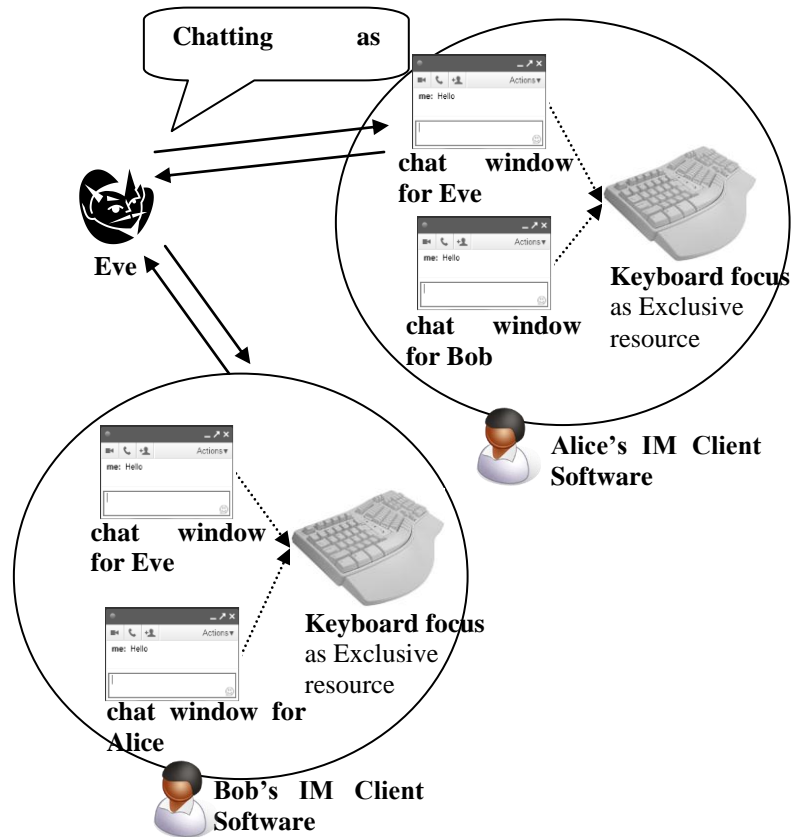 Chatting as
Actions▾
me: Hello
chat window
for Eve
Actions▾
me: Hello
chat window
for Bob
Keyboard focus
as Exclusive
resource
Eve
Alice's IM Client
Software
Actions▾
me: Hello
chat window
for Eve
Actions▾
me: Hello
chat window for
Alice
Keyboard focus
as Exclusive
resource
Bob's IM Client
Software